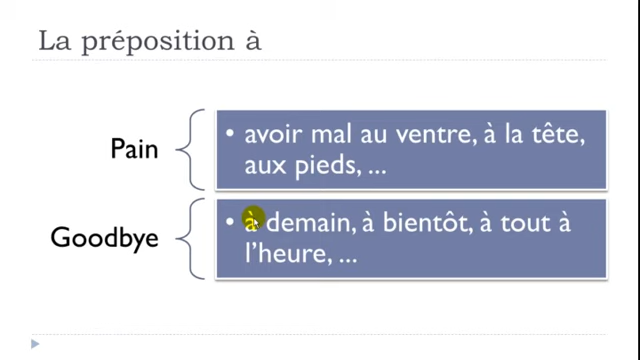 La préposition à
Pain
• avoir mal au ventre, à la tête,
aux pieds, ...
Goodbye
• à demain, à bientôt, à tout à
l'heure, ...